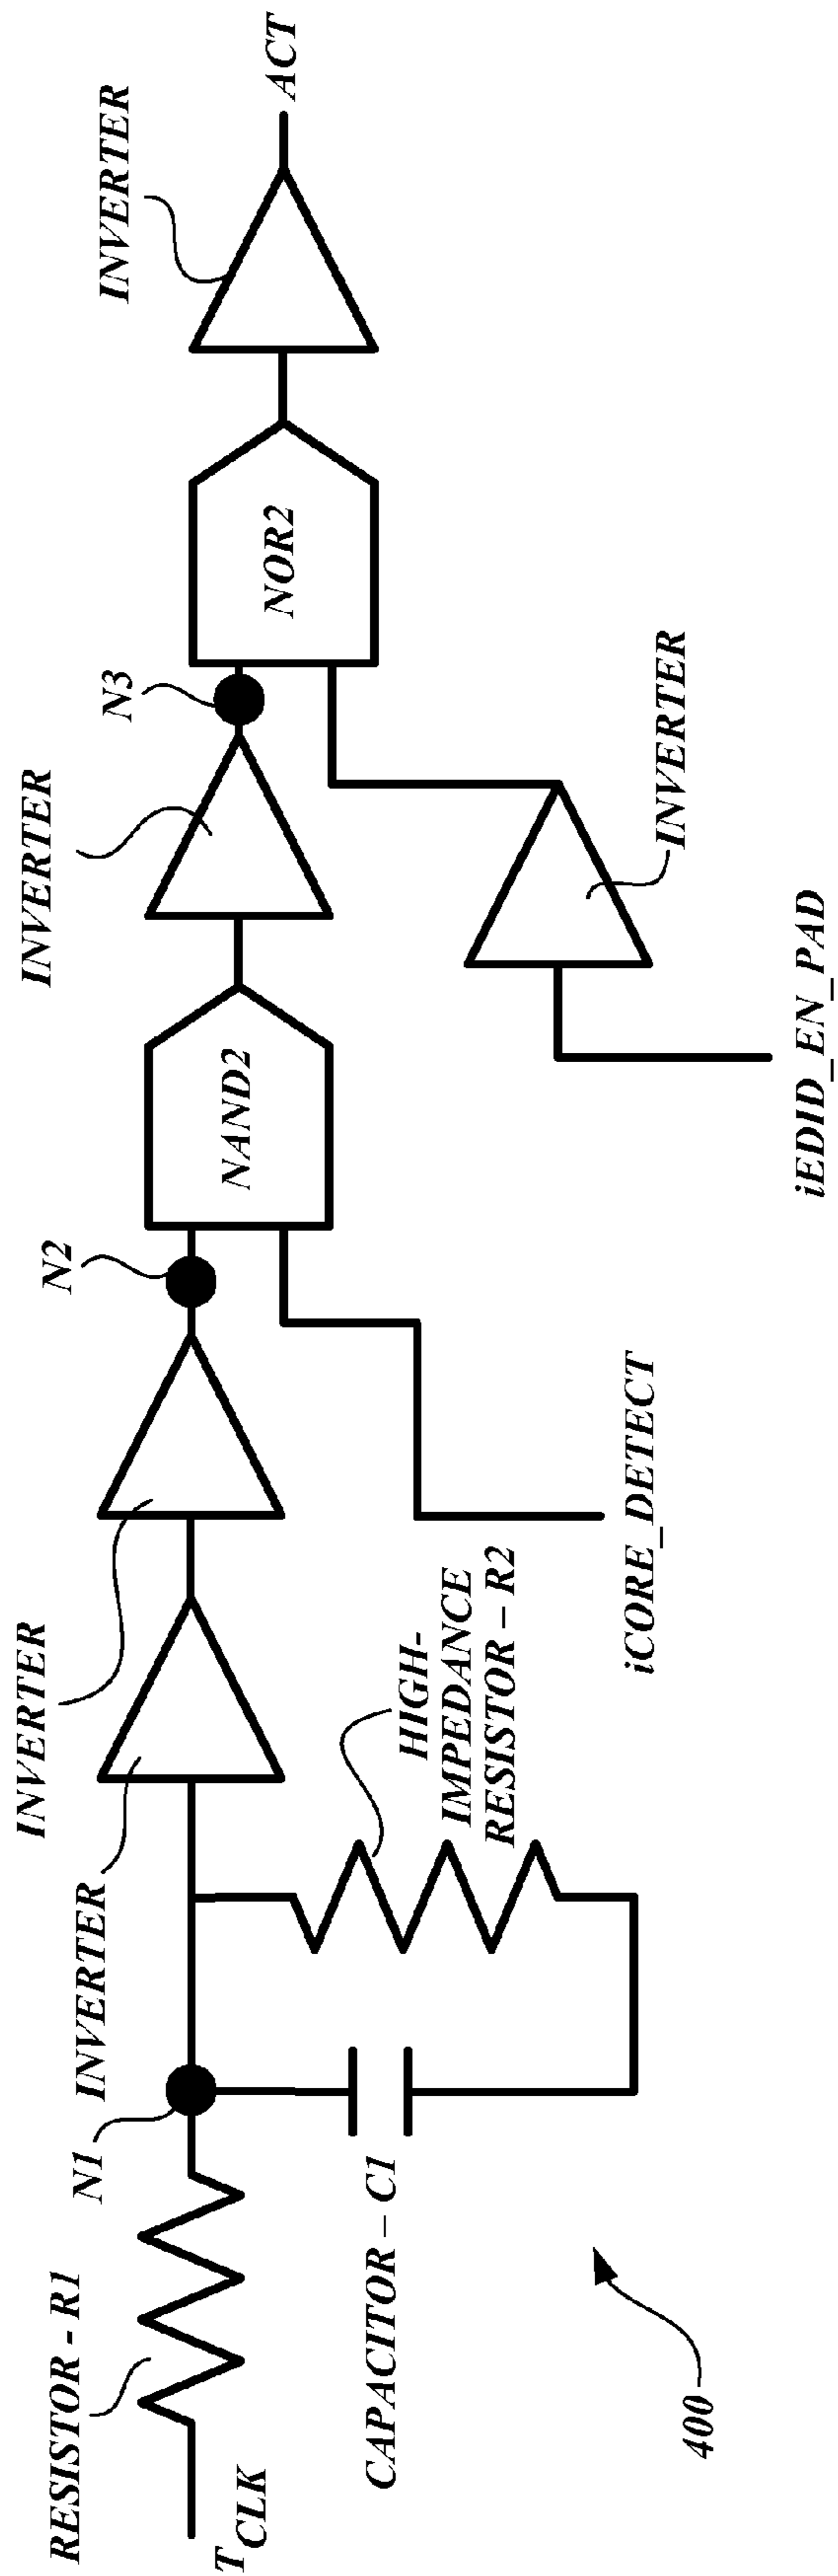 RESISTOR - R1
T CLK
N1
CAPACITOR – C1
INVERTER
HIGH-
IMPEDANCE
RESISTOR – R2
INVERTER
N2
iCORE_DETECT
NAND2
INVERTER
N3
iEDID_EN_PAD
INVERTER
NOR2
INVERTER
ACT
400